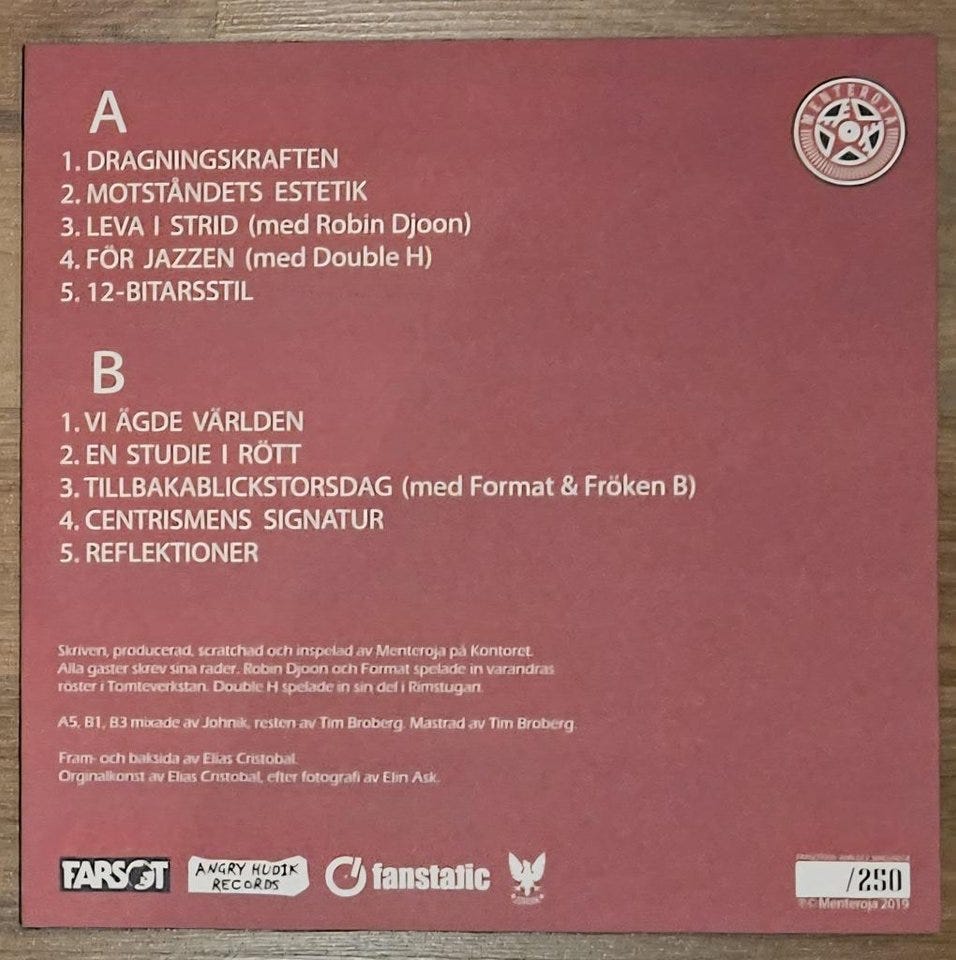 MENTEROJA
A
1. DRAGNINGSKRAFTEN
2. MOTSTÅNDETS ESTETIK
3. LEVA I STRID (med Robin Djoon)
4. FÖR JAZZEN (med Double H)
5. 12-BITARSSTIL
B
1. VI ÄGDE VÄRLDEN
2. EN STUDIE I RÖTT
3. TILLBAKABLICKSTORSDAG (med Format & Fröken B)
4. CENTRISMENS SIGNATUR
5. REFLEKTIONER
Skriven, producerad, scratchad och inspelad av Menteroja på Kontoret.
Alla gäster skrev sina rader. Robin Djoon och Format spelade in varandras
röster i Tomteverkstan. Double H spelade in sin del i Rimstugan.
A5, B1, B3 mixade av Johnik, resten av Tim Broberg. Mastrad av Tim Broberg.
Fram- och baksida av Elias Cristobal.
Orginalkonst av Elias Cristobal, efter fotografi av Elin Ask.
FARSOT
ANGRY HUDIK
RECORDS
fanstatic
/250
℗© Menteroja 2019